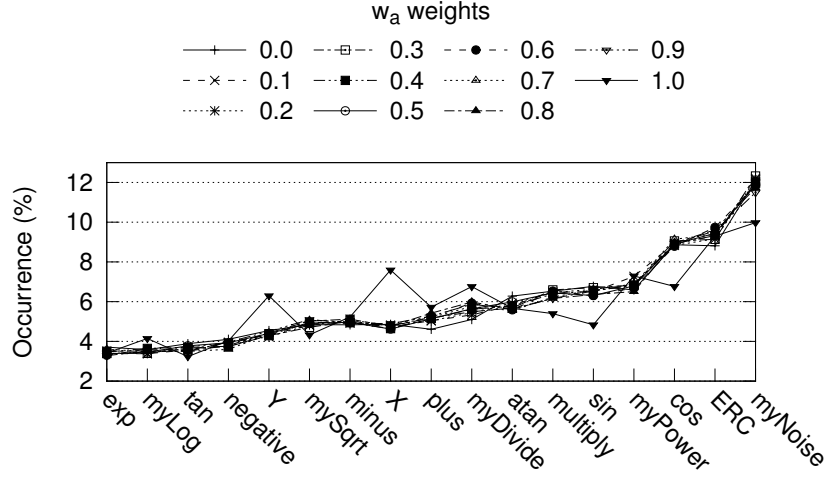 w_a weights
0.0 0.3 0.6 0.9
0.1 0.4 0.7 1.0
0.2 0.5 0.8
Occurrence (%)
12
10
8
6
4
2
exp myLog tan negative Y mySqrt minus X plus myDivide atan multiply sin myPower cos ERC myNoise